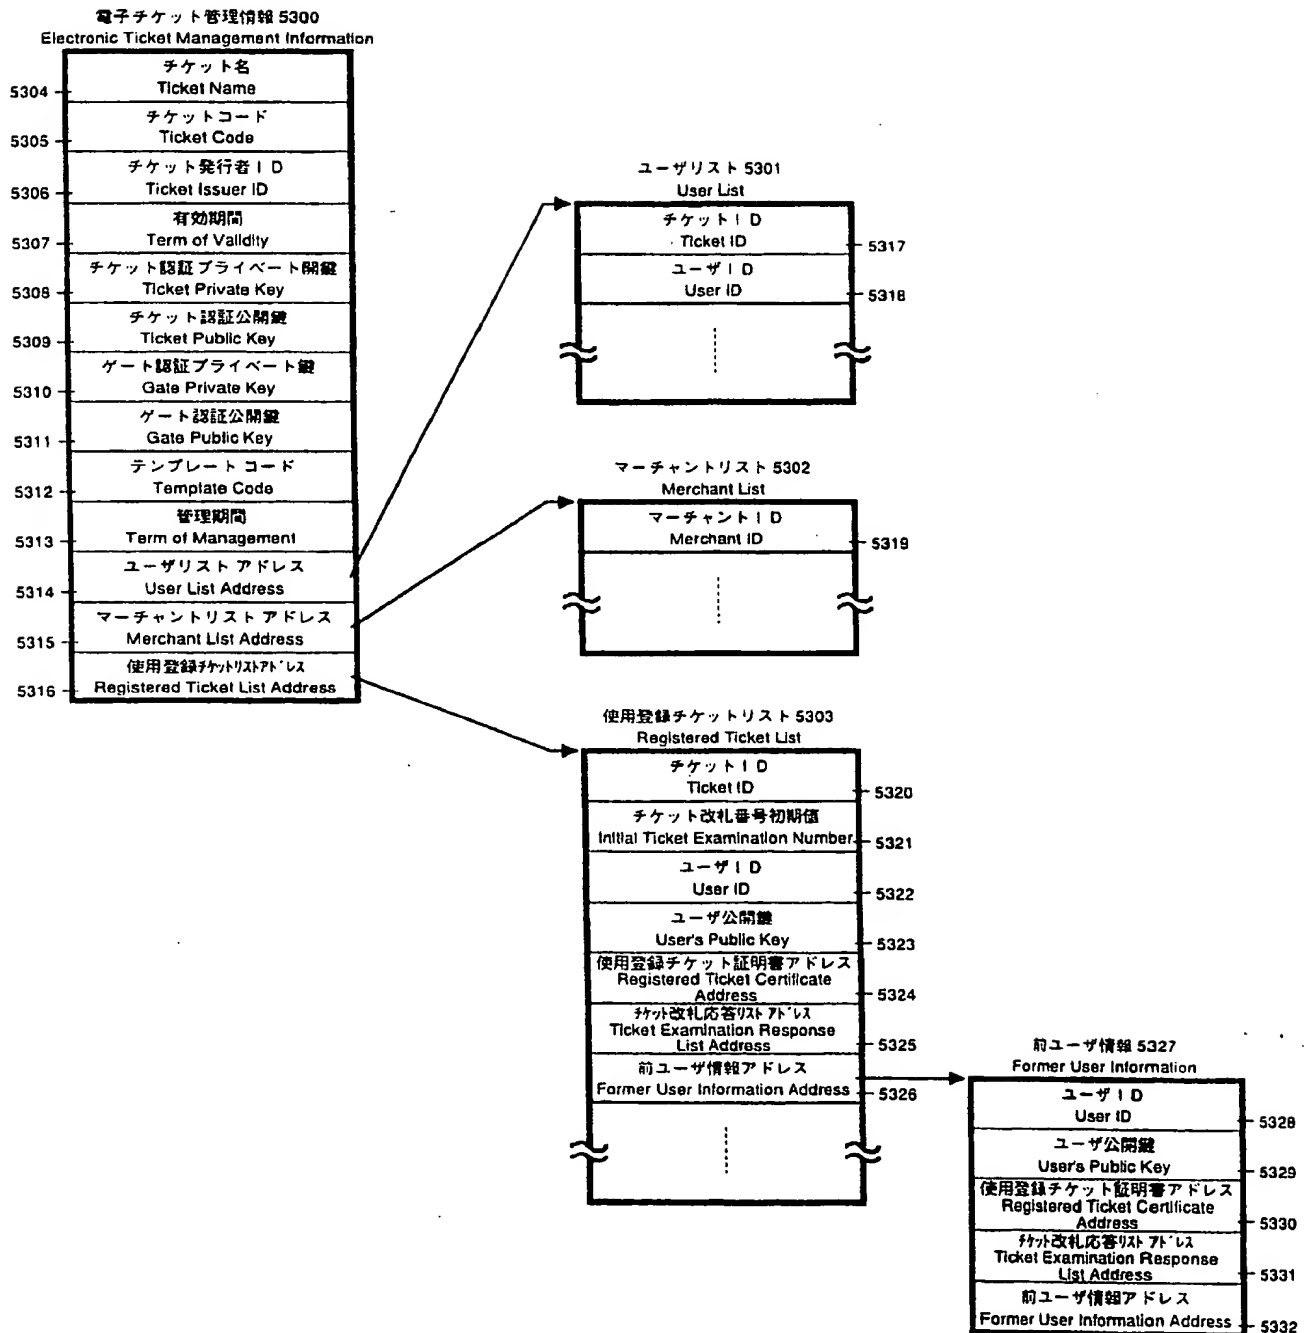 電子チケット管理情報 5300
Electronic Ticket Management Information
チケット名
Ticket Name
5304
チケットコード
Ticket Code
5305
チケット発行者ID
Ticket Issuer ID
5306
有効期間
Term of Validity
5307
チケット認証プライベート開鍵
Ticket Private Key
5308
チケット認証公開鍵
Ticket Public Key
5309
ゲート認証プライベート鍵
Gate Private Key
5310
ゲート認証公開鍵
Gate Public Key
5311
テンプレートコード
Template Code
5312
管理期間
Term of Management
5313
ユーザリスト アドレス
User List Address
5314
マーチャントリスト アドレス
Merchant List Address
5315
使用登録チケットリストアドレス
Registered Ticket List Address
5316
ユーザリスト 5301
User List
チケットID
Ticket ID
5317
ユーザID
User ID
5318
マーチャントリスト 5302
Merchant List
マーチャントID
Merchant ID
5319
使用登録チケットリスト 5303
Registered Ticket List
チケットID
Ticket ID
5320
チケット改札番号初期値
Initial Ticket Examination Number
5321
ユーザID
User ID
5322
ユーザ公開鍵
User's Public Key
5323
使用登録チケット証明書アドレス
Registered Ticket Certificate
Address
5324
チケット改札応答リスト アドレス
Ticket Examination Response
List Address
5325
前ユーザ情報アドレス
Former User Information Address
5326
前ユーザ情報 5327
Former User Information
ユーザID
User ID
5328
ユーザ公開鍵
User's Public Key
5329
使用登録チケット証明書アドレス
Registered Ticket Certificate
Address
5330
チケット改札応答リスト アドレス
Ticket Examination Response
List Address
5331
前ユーザ情報アドレス
Former User Information Address
5332